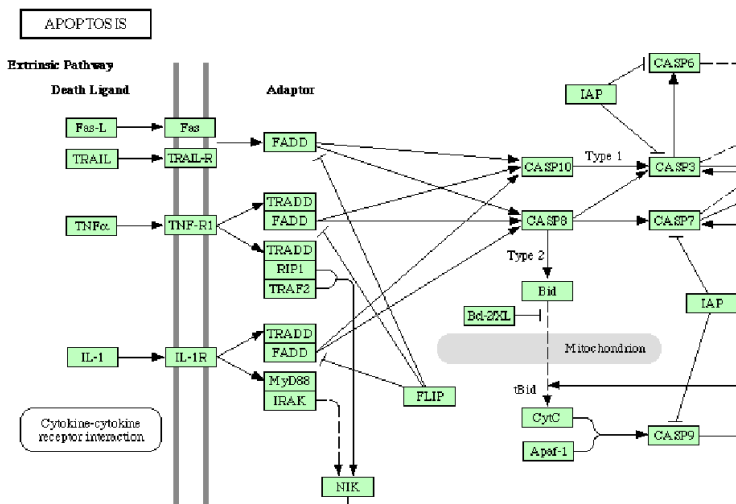 APOPTOSIS
Extrinsic Pathway
Death Ligand
Adaptor
CASP6
IAP
Fas-L
Fas
FADD
TRAIL
TRAIL-R
CASP10
Type 1
CASP3
TRADD
FADD
TNFα
TNF-R1
CASP8
CASP7
TRADD
RIP1
TRAF2
Type 2
Bid
IAP
Bcl-2/XL
TRADD
FADD
IL-1
IL-1R
Mitochondrion
MyD88
IRAK
FLIP
tBid
CytC
Cytokine-cytokine
receptor interaction
CASP9
Apaf-1
NIK